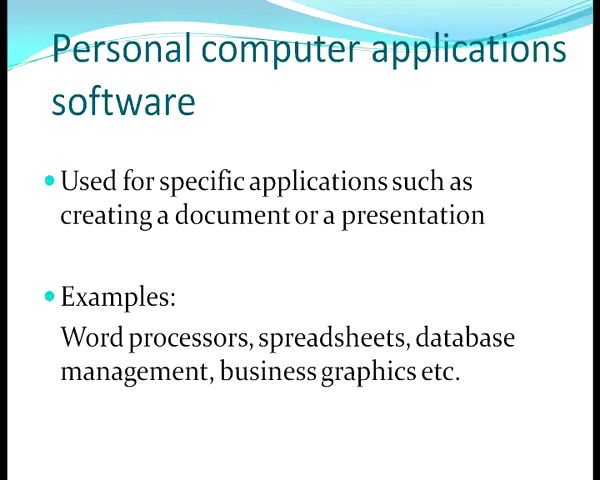 Personal computer applications
software
Used for specific applications such as
creating a document or a presentation
Examples:
Word processors, spreadsheets, database
management, business graphics etc.